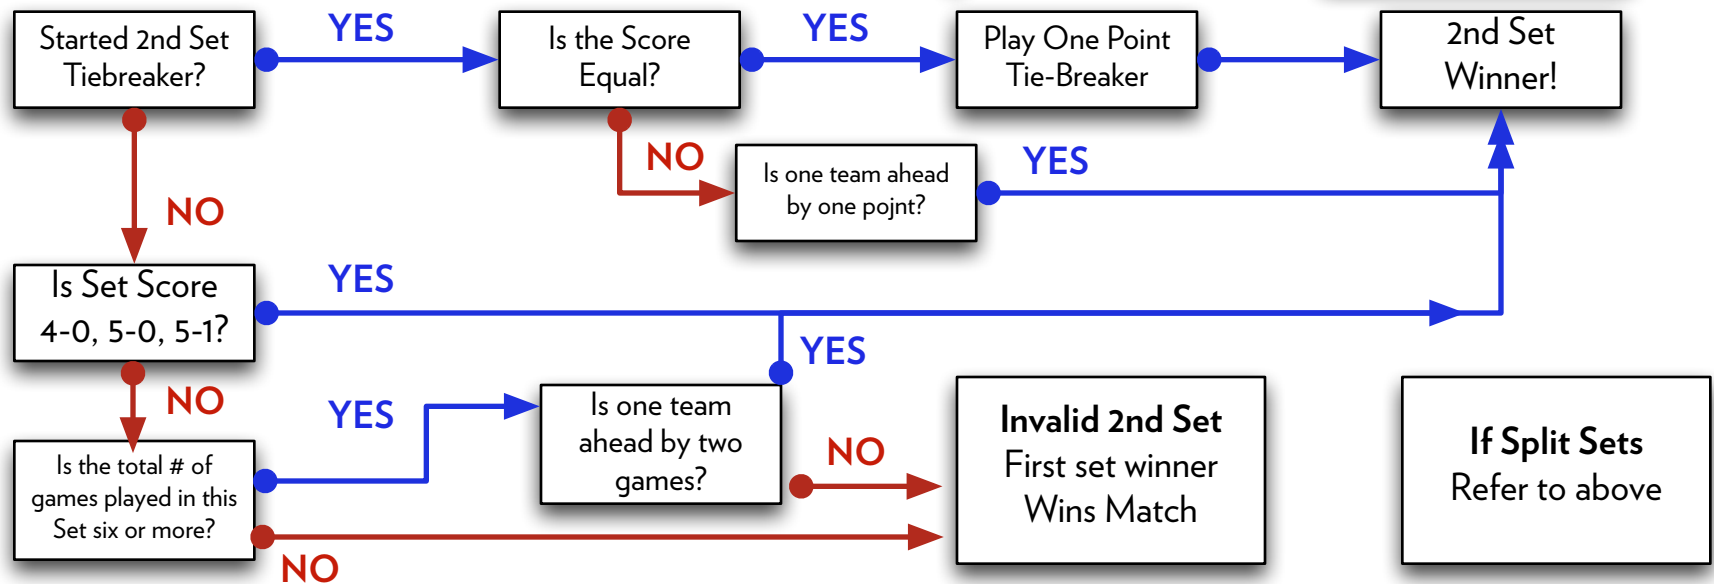 Started 2nd Set
Tiebreaker?
YES
Is the Score
Equal?
YES
Play One Point
Tie-Breaker
2nd Set
Winner!
NO
NO
Is one team ahead
by one pojnt?
YES
Is Set Score
4-0, 5-0, 5-1?
YES
YES
NO
Is the total # of
games played in this
Set six or more?
YES
NO
Is one team
ahead by two
games?
NO
Invalid 2nd Set
First set winner
Wins Match
If Split Sets
Refer to above